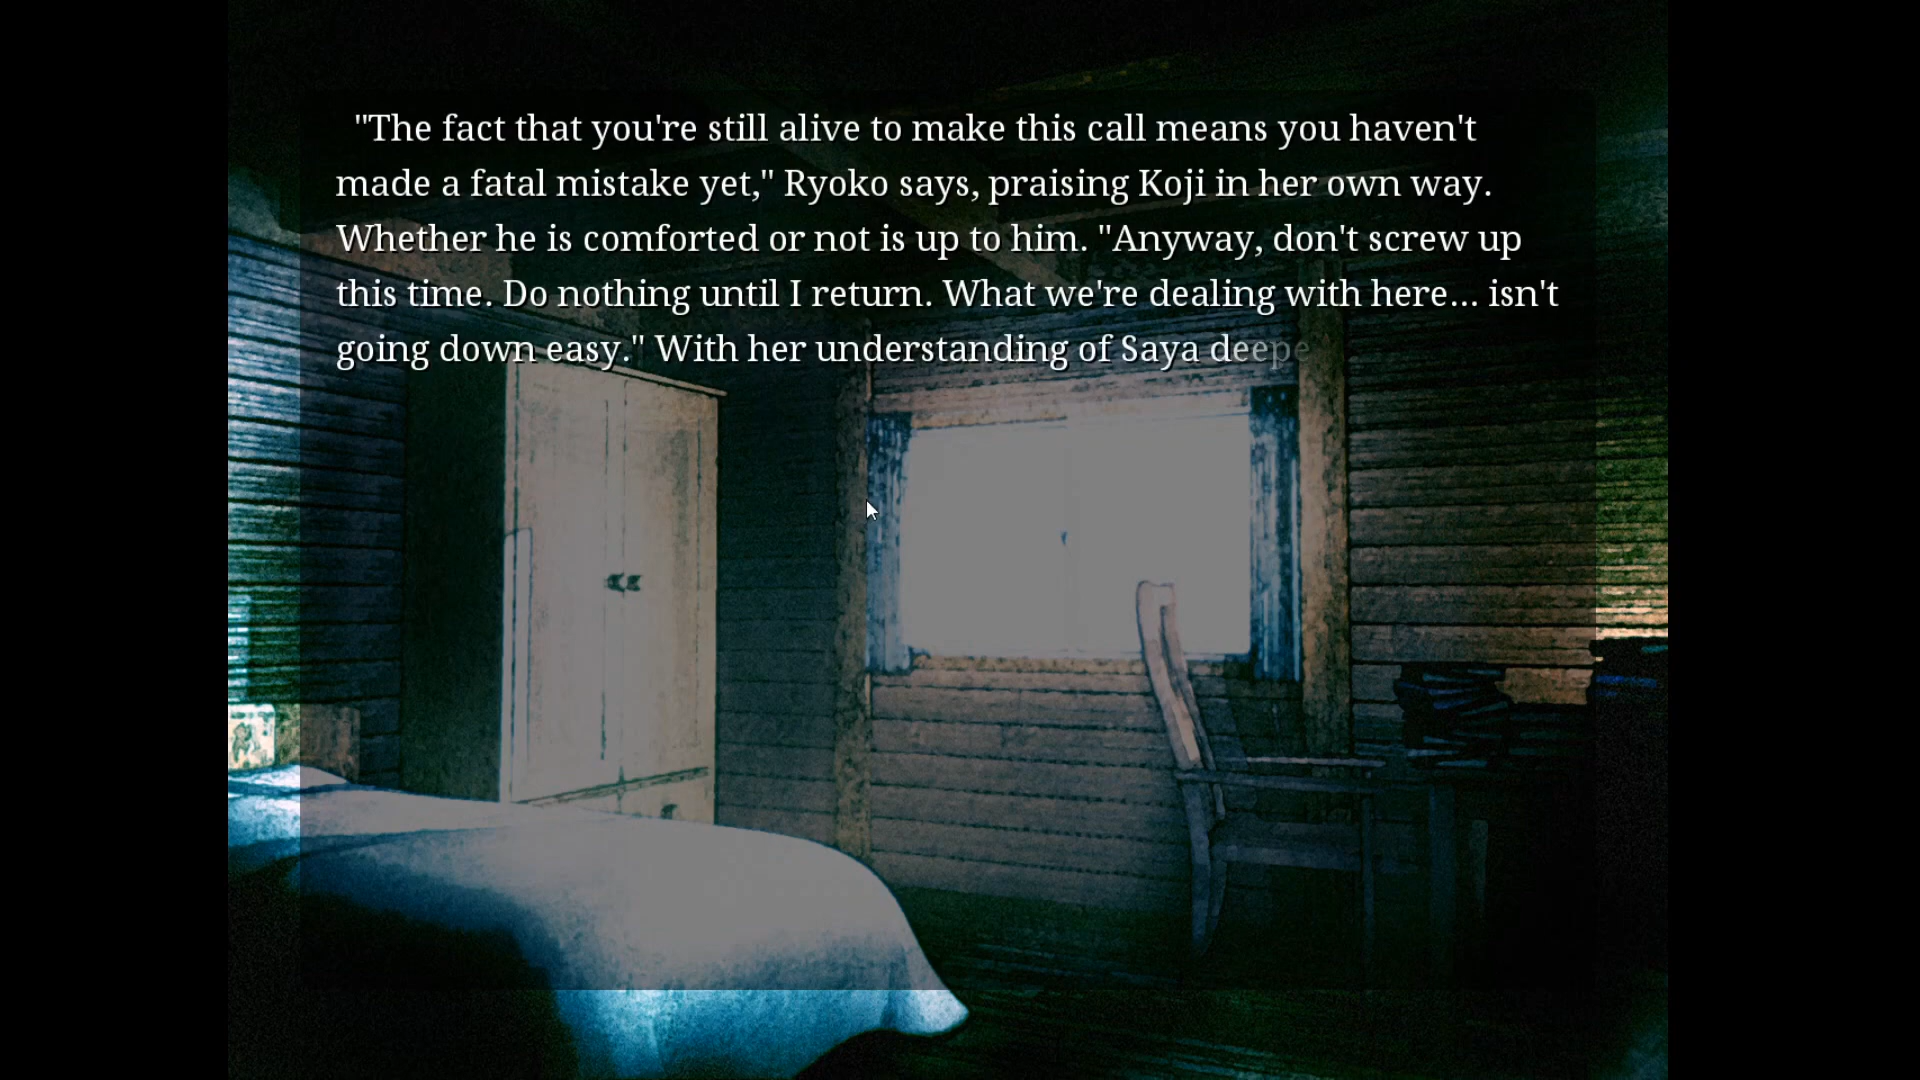 "The fact that you're still alive to make this call means you haven't
made a fatal mistake yet," Ryoko says, praising Koji in her own way.
Whether he is comforted or not is up to him. "Anyway, don't screw up
this time. Do nothing until I return. What we're dealing with here... isn't
going down easy." With her understanding of Saya deepe